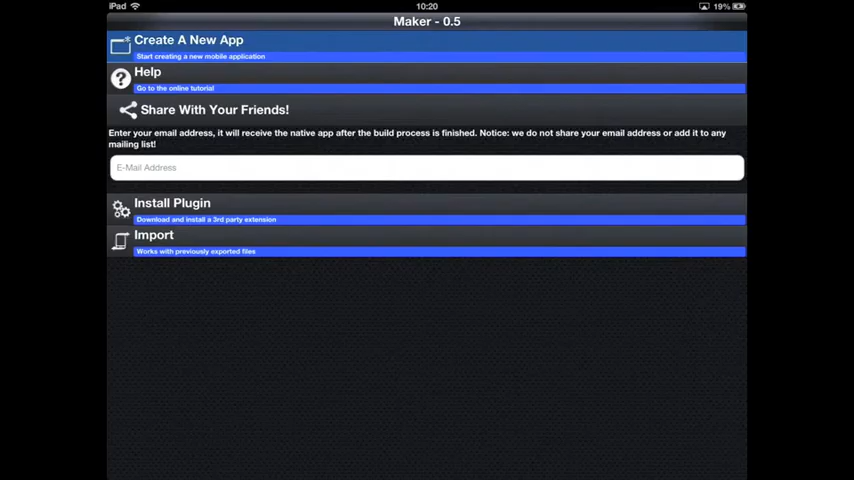 iPad 10:20 19%
Maker - 0.5
Create A New App
Start creating a new mobile application
Help
Go to the online tutorial
Share With Your Friends!
Enter your email address, it will receive the native app after the build process is finished. Notice: we do not share your email address or add it to any
mailing list!
E-Mail Address
Install Plugin
Download and install a 3rd party extension
Import
Works with previously exported files